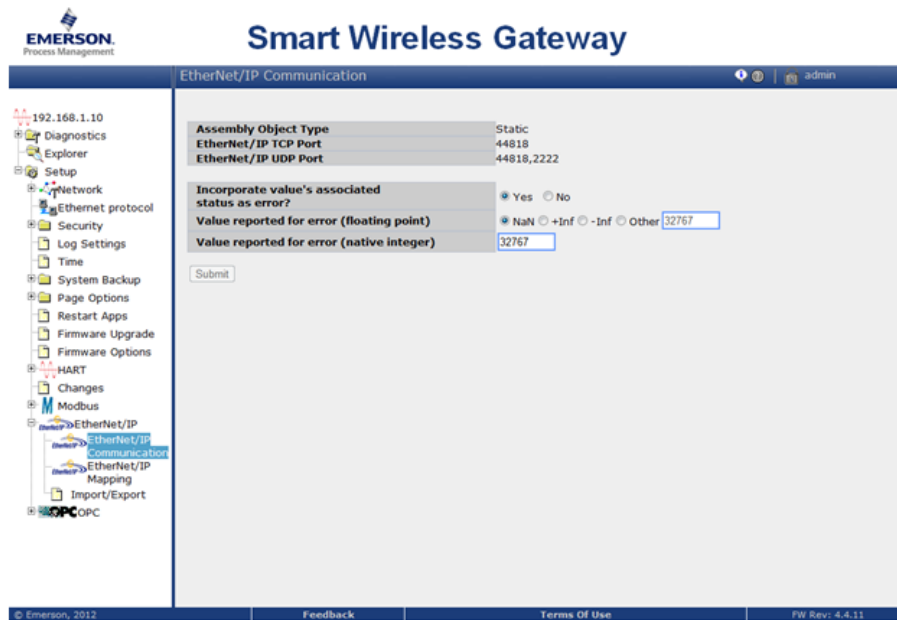 EMERSON.
Process Management
Smart Wireless Gateway
EtherNet/IP Communication
admin
192.168.1.10
Diagnostics
Explorer
Setup
Network
Ethernet protocol
Security
Log Settings
Time
System Backup
Page Options
Restart Apps
Firmware Upgrade
Firmware Options
HART
Changes
Modbus
EtherNet/IP
EtherNet/IP
Communication
EtherNet/IP
Mapping
Import/Export
OPC OPC
Assembly Object Type Static
EtherNet/IP TCP Port 44818
EtherNet/IP UDP Port 44818,2222
Incorporate value's associated
status as error? Yes No
Value reported for error (floating point) NaN +Inf -Inf Other 32767
Value reported for error (native integer) 32767
Submit
© Emerson, 2012 Feedback Terms Of Use FW Rev: 4.4.11